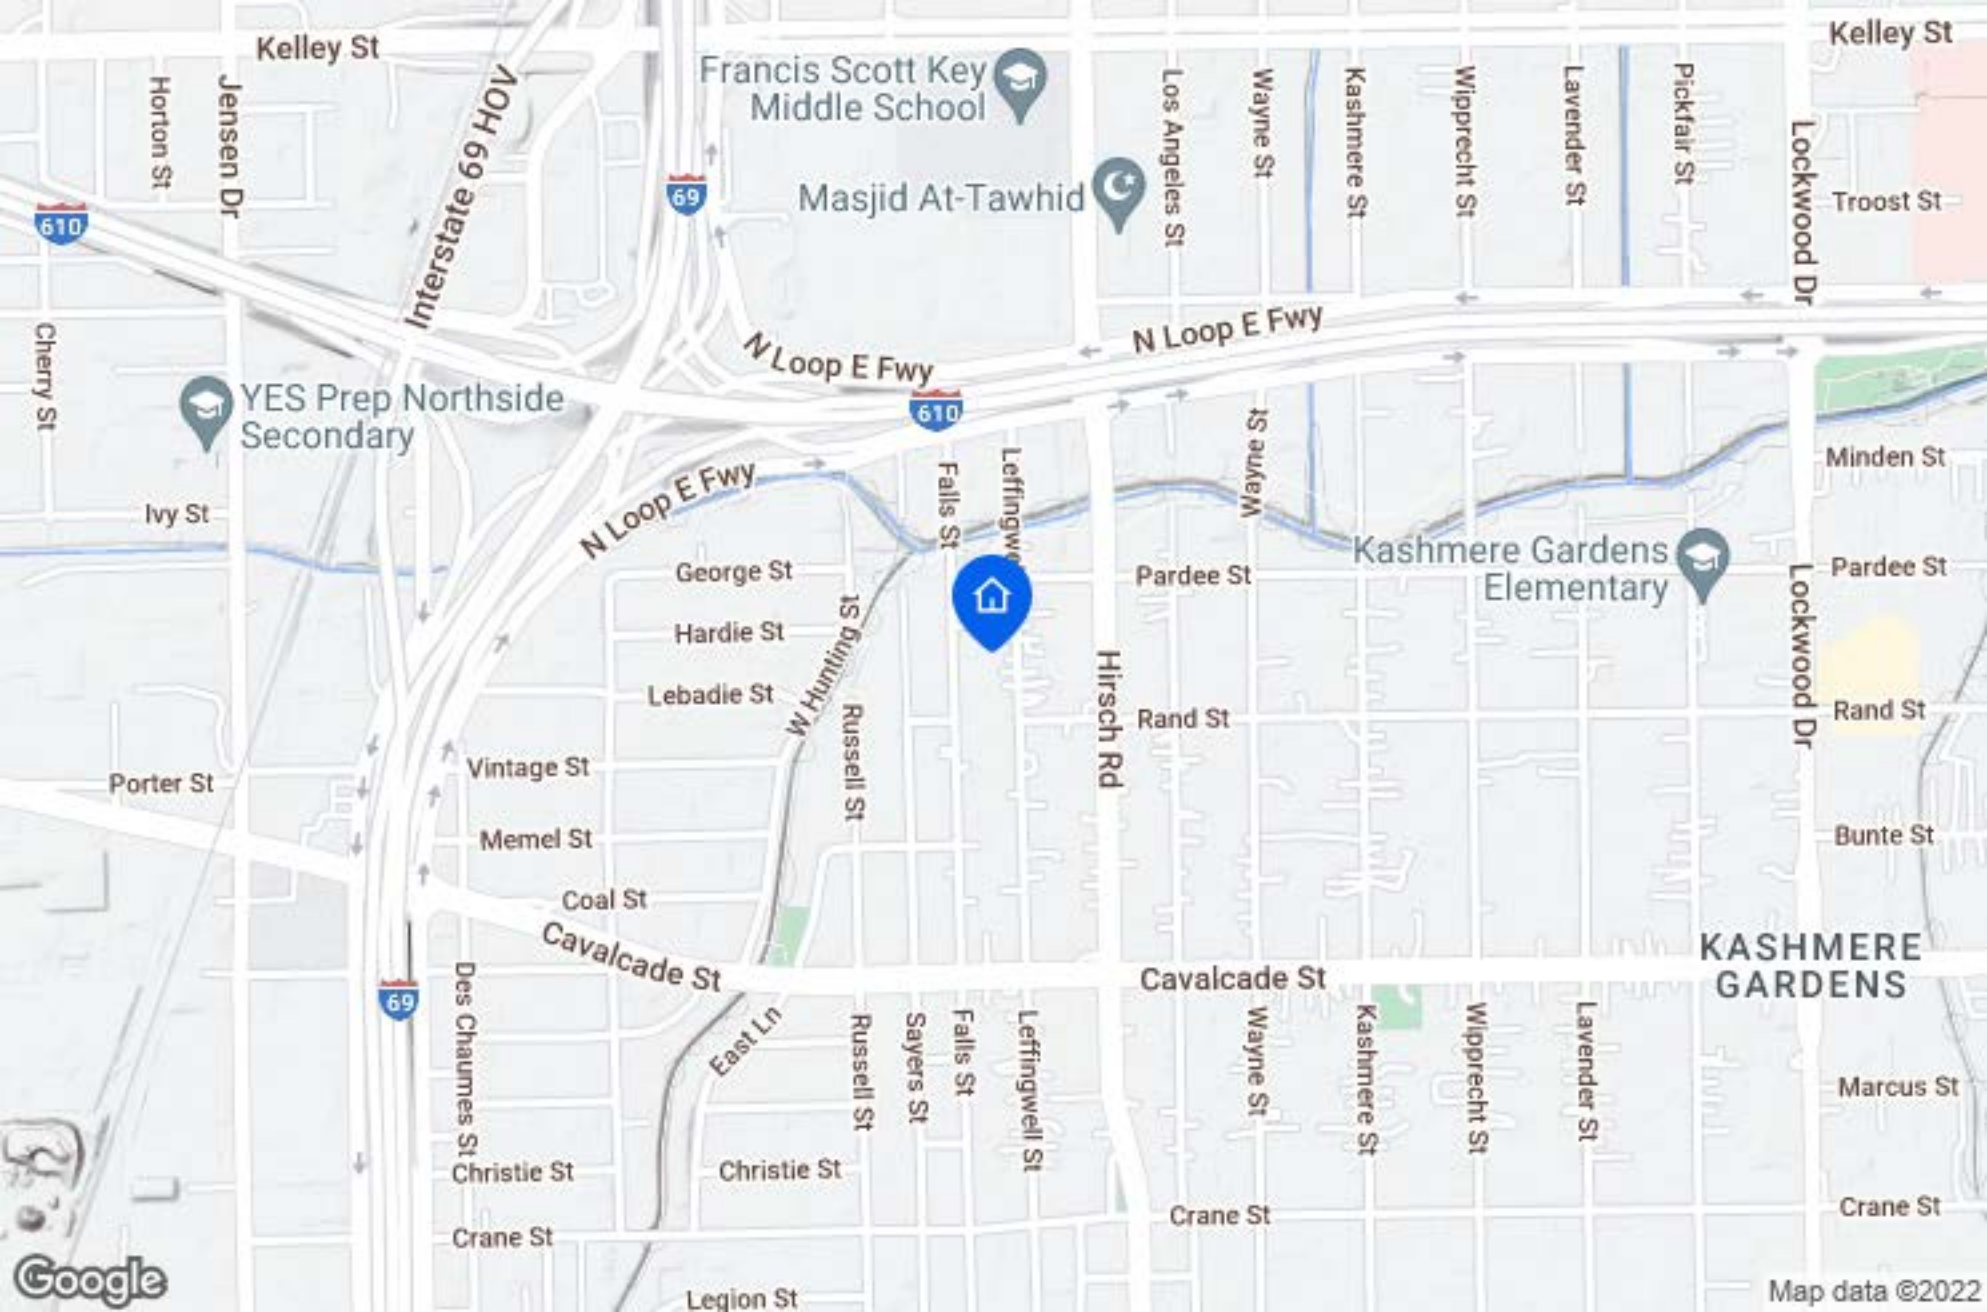 Kelley St
Kelley St
Francis Scott Key
Middle School
Horton St
Jensen Dr
Interstate 69 HOV
Los Angeles St
Wayne St
Kashmere St
Wipprecht St
Lavender St
Pickfair St
Lockwood Dr
69
Masjid At-Tawhid
Troost St
610
N Loop E Fwy
N Loop E Fwy
Cherry St
YES Prep Northside
Secondary
610
Wayne St
Minden St
Falls St
N Loop E Fwy
Ivy St
Kashmere Gardens
Elementary
George St
Pardee St
Pardee St
Lockwood Dr
Hardie St
W Hunting St
Hirsch Rd
Lebadie St
Russell St
Rand St
Rand St
Vintage St
Porter St
Memel St
Bunte St
Coal St
Cavalcade St
KASHMERE
GARDENS
Cavalcade St
69
Des Chaumes St
East Ln
Russell St
Sayers St
Falls St
Leffingwell St
Wayne St
Kashmere St
Wipprecht St
Lavender St
Marcus St
Christie St
Christie St
Crane St
Crane St
Crane St
Legion St
Google
Map data ©2022